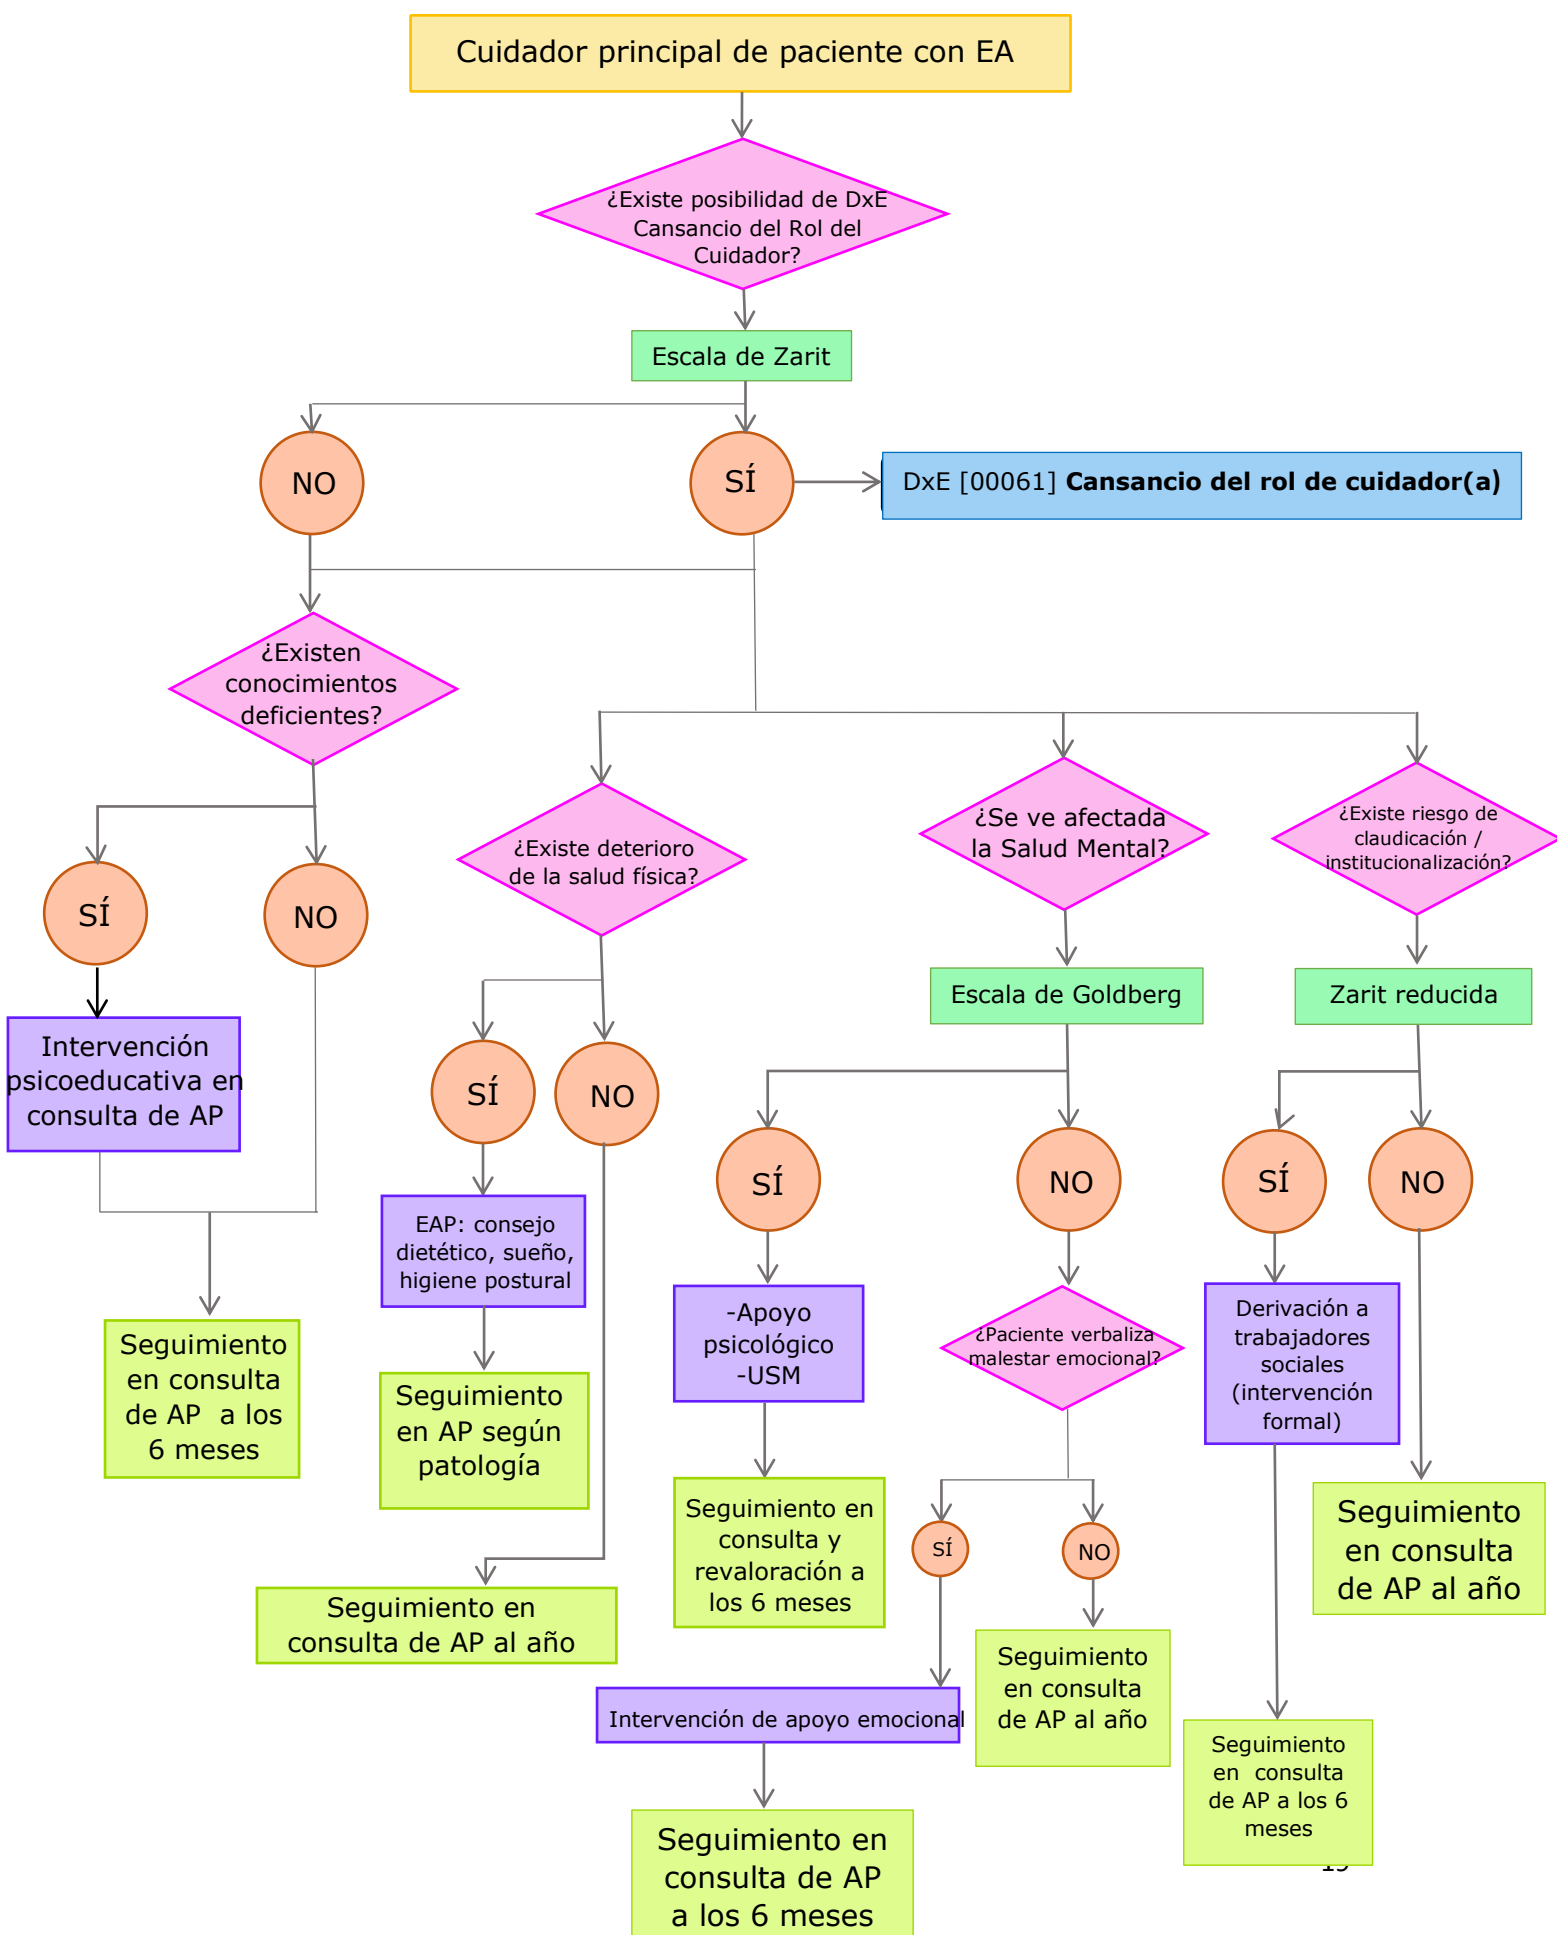 Cuidador principal de paciente con EA
¿Existe posibilidad de DxE
Cansancio del Rol del
Cuidador?
Escala de Zarit
NO
SÍ
DxE [00061] Cansancio del rol de cuidador(a)
¿Existen
conocimientos
deficientes?
¿Existe deterioro
de la salud física?
¿Se ve afectada
la Salud Mental?
¿Existe riesgo de
claudicación /
institucionalización?
SÍ
NO
Escala de Goldberg
Zarit reducida
Intervención
psicoeducativa en
consulta de AP
SÍ
NO
SÍ
NO
SÍ
NO
EAP: consejo
dietético, sueño,
higiene postural
-Apoyo
psicológico
-USM
¿Paciente verbaliza
malestar emocional?
Derivación a
trabajadores
sociales
(intervención
formal)
Seguimiento
en consulta
de AP  a los
6 meses
Seguimiento
en AP según
patología
Seguimiento en
consulta y
revaloración a
los 6 meses
SÍ
NO
Seguimiento
en consulta
de AP al año
Seguimiento en
consulta de AP al año
Intervención de apoyo emocional
Seguimiento
en consulta
de AP al año
Seguimiento
en  consulta
de AP a los 6
meses
Seguimiento en
consulta de AP
a los 6 meses